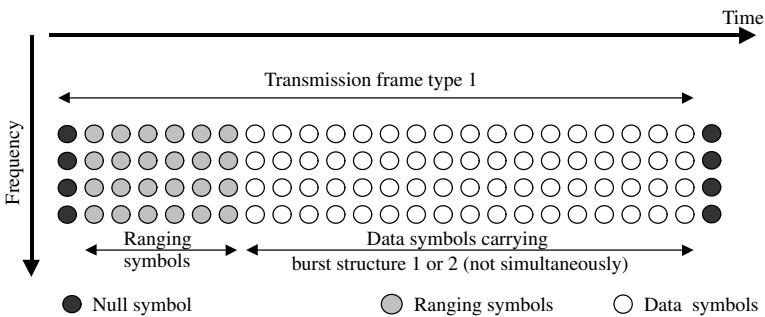 Time
Transmission frame type 1
Frequency
Ranging
symbols
Data symbols carrying
burst structure 1 or 2 (not simultaneously)
Null symbol
Ranging symbols
Data symbols